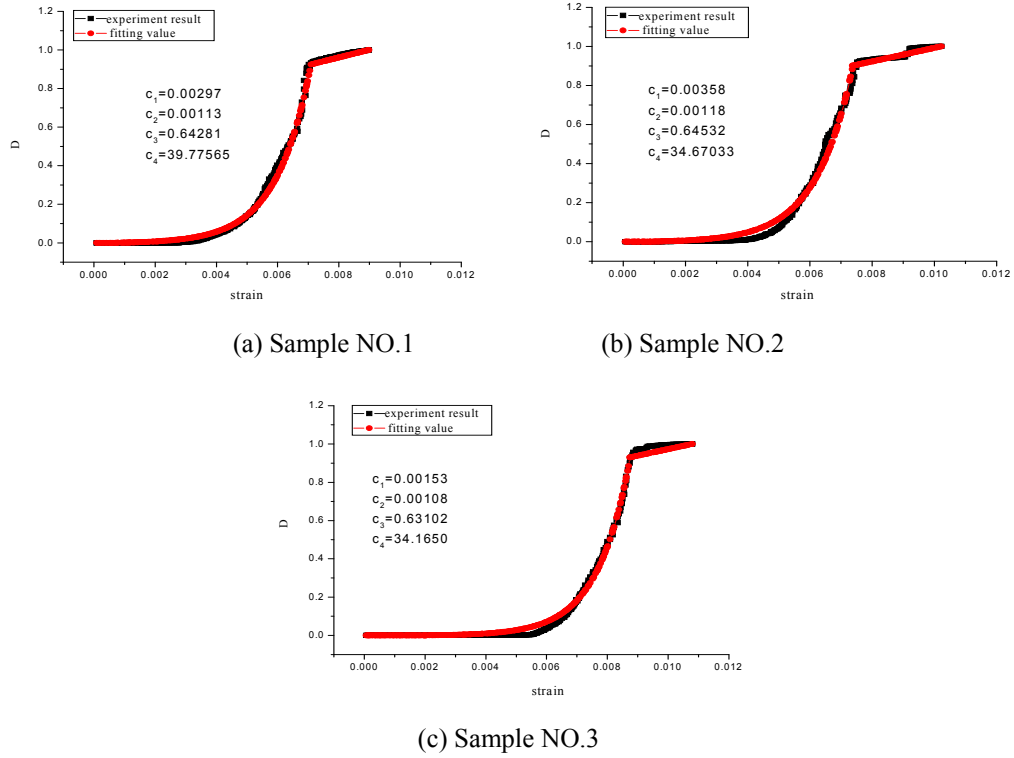 experiment result
fitting value
c1=0.00297
c2=0.00113
c3=0.64281
c4=39.77565
1.2
1.0
0.8
0.6
0.4
0.2
0.0
D
0.000 0.002 0.004 0.006 0.008 0.010 0.012
strain
(a) Sample NO.1
experiment result
fitting value
c1=0.00358
c2=0.00118
c3=0.64532
c4=34.67033
1.2
1.0
0.8
0.6
0.4
0.2
0.0
D
0.000 0.002 0.004 0.006 0.008 0.010 0.012
strain
(b) Sample NO.2
experiment result
fitting value
c1=0.00153
c2=0.00108
c3=0.63102
c4=34.1650
1.2
1.0
0.8
0.6
0.4
0.2
0.0
D
0.000 0.002 0.004 0.006 0.008 0.010 0.012
strain
(c) Sample NO.3